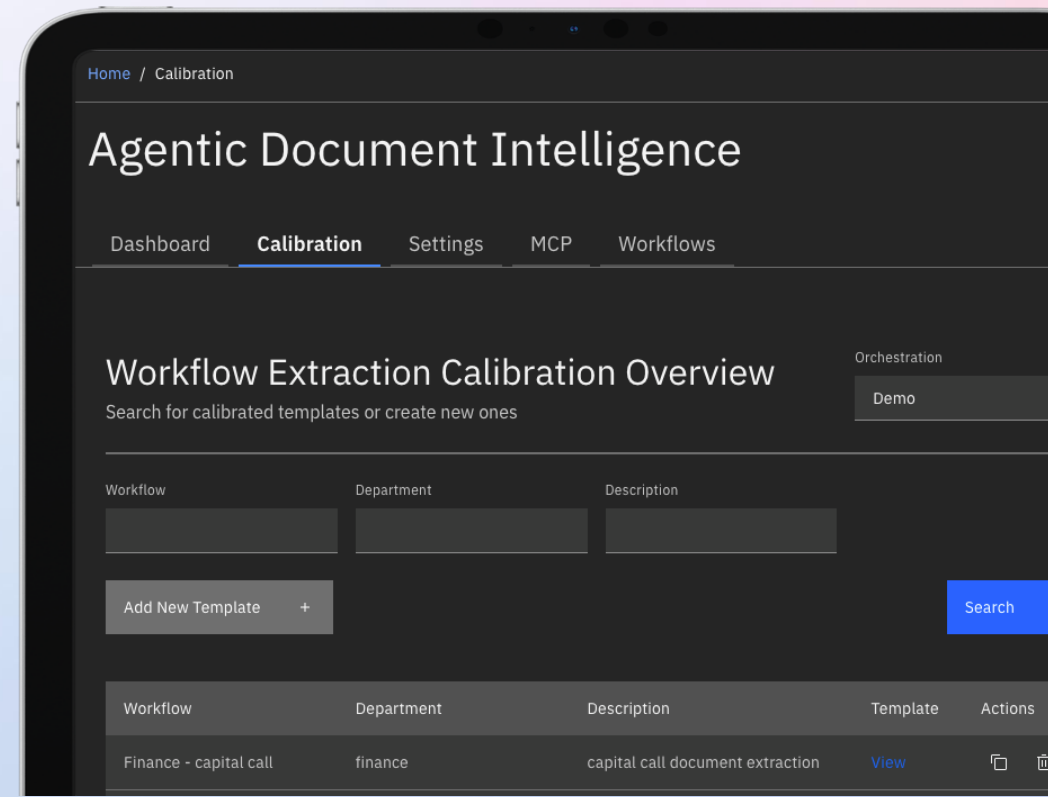 Home / Calibration
Agentic Document Intelligence
Dashboard Calibration Settings MCP Workflows
Workflow Extraction Calibration Overview
Search for calibrated templates or create new ones
Orchestration
Demo
Workflow Department Description
Add New Template +
Search
Workflow Department Description Template Actions
Finance - capital call finance capital call document extraction View